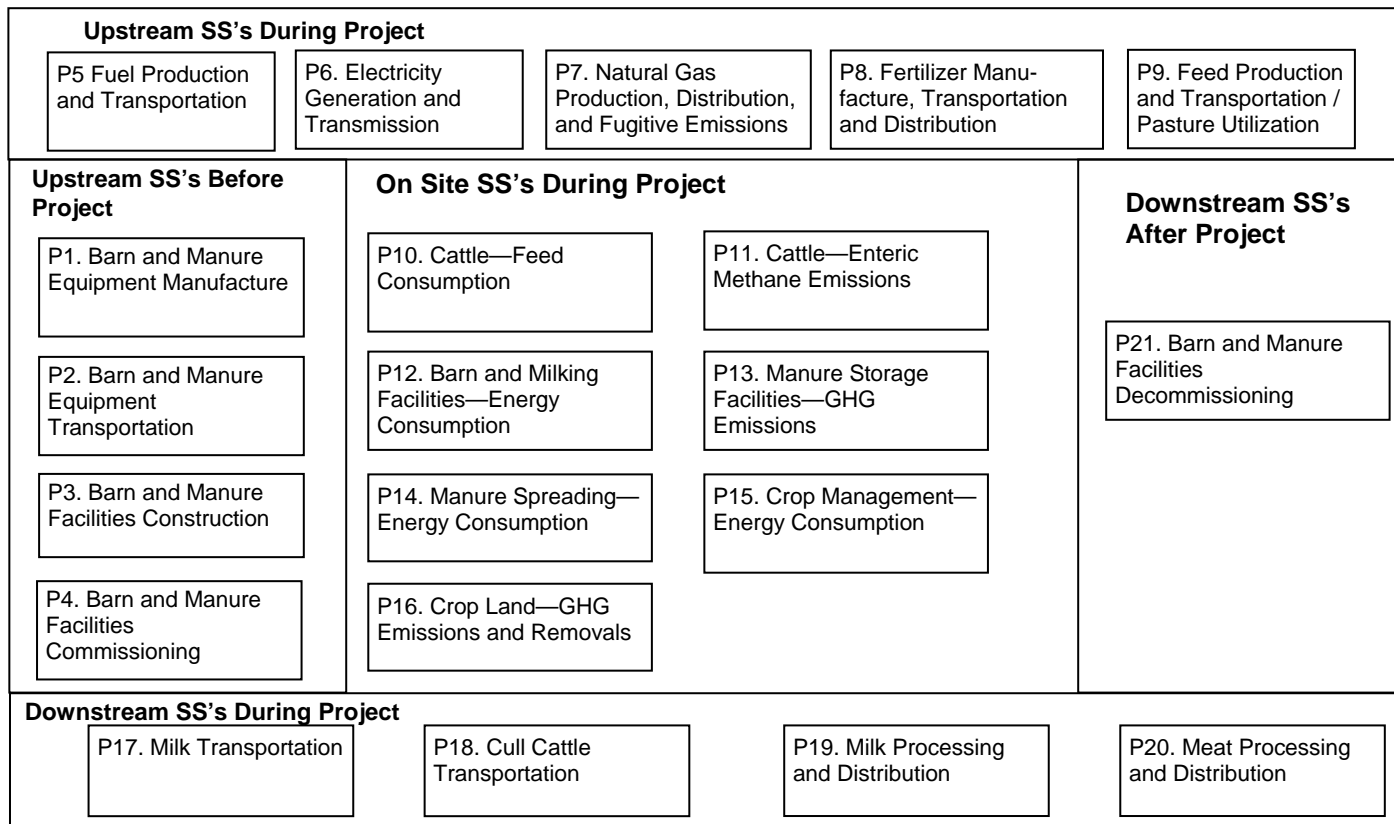 Upstream SS's During Project
P5 Fuel Production
and Transportation
P6. Electricity
Generation and
Transmission
P7. Natural Gas
Production, Distribution,
and Fugitive Emissions
P8. Fertilizer Manu-
facture, Transportation
and Distribution
P9. Feed Production
and Transportation /
Pasture Utilization
Upstream SS's Before
Project
P1. Barn and Manure
Equipment Manufacture
P2. Barn and Manure
Equipment
Transportation
P3. Barn and Manure
Facilities Construction
P4. Barn and Manure
Facilities
Commissioning
On Site SS's During Project
P10. Cattle—Feed
Consumption
P11. Cattle—Enteric
Methane Emissions
P12. Barn and Milking
Facilities—Energy
Consumption
P13. Manure Storage
Facilities—GHG
Emissions
P14. Manure Spreading—
Energy Consumption
P15. Crop Management—
Energy Consumption
P16. Crop Land—GHG
Emissions and Removals
Downstream SS's
After Project
P21. Barn and Manure
Facilities
Decommissioning
Downstream SS's During Project
P17. Milk Transportation
P18. Cull Cattle
Transportation
P19. Milk Processing
and Distribution
P20. Meat Processing
and Distribution